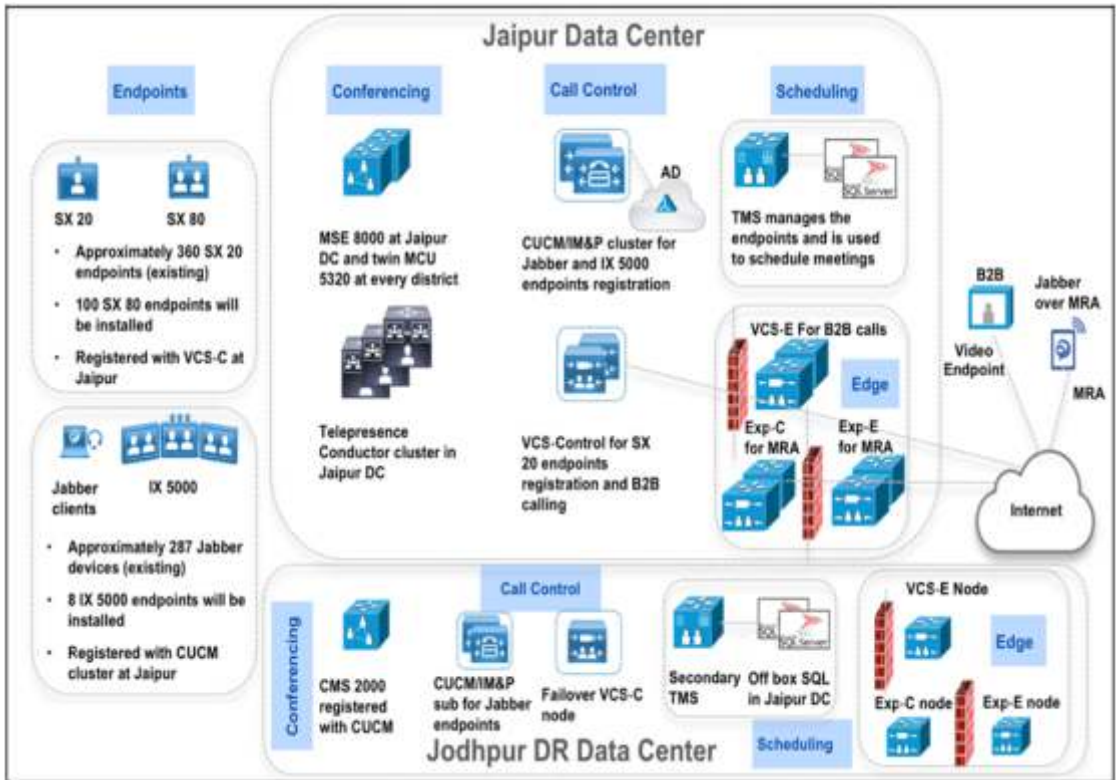 Jaipur Data Center
Endpoints
Conferencing
Call Control
Scheduling
SX 20
SX 80
• Approximately 360 SX 20
endpoints (existing)
• 100 SX 80 endpoints will
be installed
• Registered with VCS-C at
Jaipur
Jabber
clients
IX 5000
• Approximately 287 Jabber
devices (existing)
• 8 IX 5000 endpoints will be
installed
• Registered with CUCM
cluster at Jaipur
MSE 8000 at Jaipur
DC and twin MCU
5320 at every district
Telepresence
Conductor cluster in
Jaipur DC
AD
CUCM/IM&P cluster for
Jabber and IX 5000
endpoints registration
VCS-Control for SX
20 endpoints
registration and B2B
calling
SQL Server
TMS manages the
endpoints and is used
to schedule meetings
VCS-E For B2B calls
Edge
Exp-C
for MRA
Exp-E
for MRA
B2B
Video
Endpoint
Jabber
over MRA
MRA
Internet
Conferencing
CMS 2000
registered
with CUCM
Call Control
CUCM/IM&P
sub for Jabber
endpoints
Failover VCS-C
node
SQL Server
Secondary
TMS
Off box SQL
in Jaipur DC
Scheduling
VCS-E Node
Edge
Exp-C node
Exp-E node
Jodhpur DR Data Center